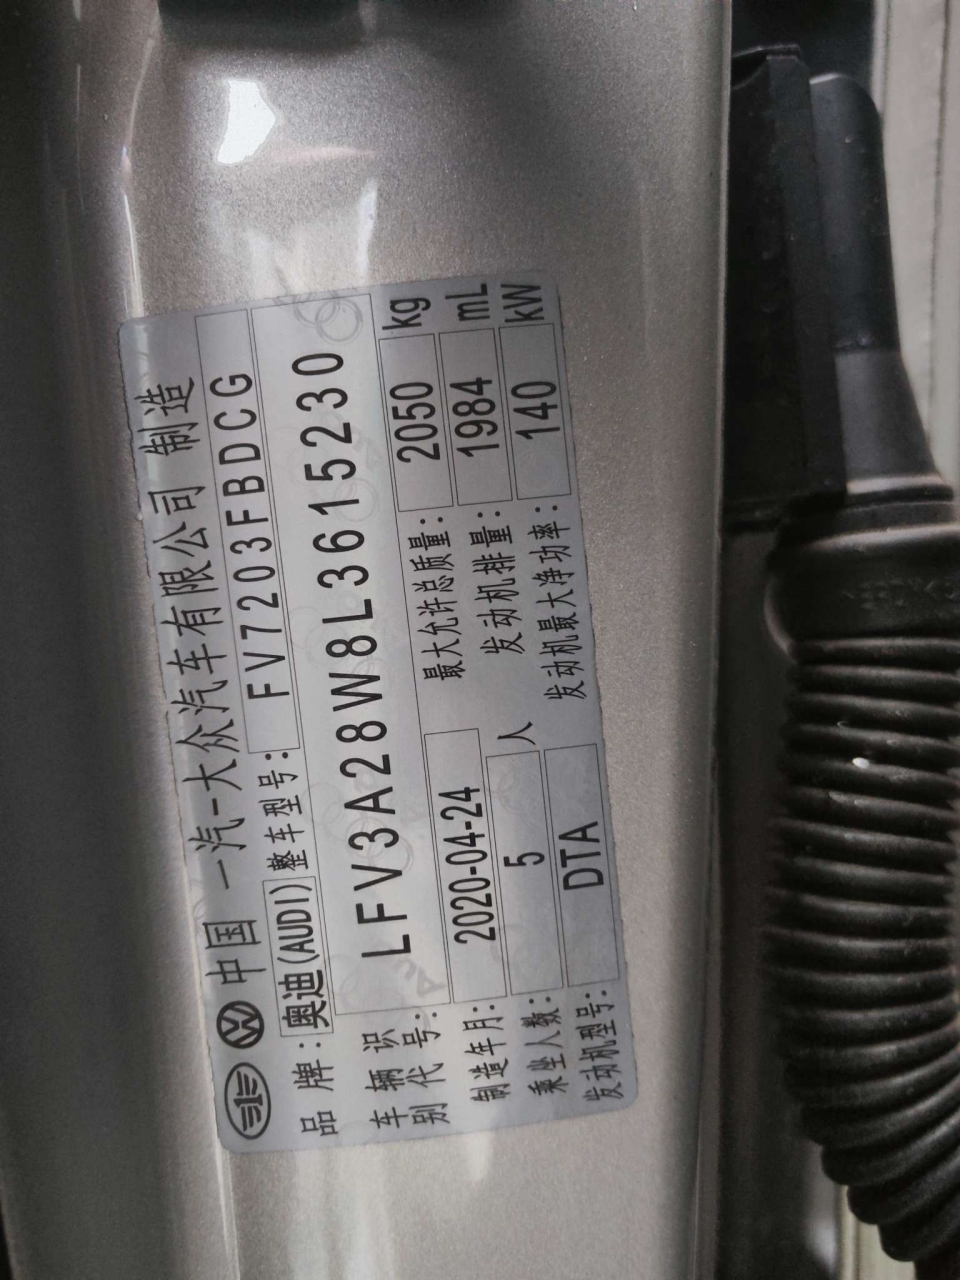 中国 一汽-大众汽车有限公司 制造
品 牌: 奥迪(AUDI) 整车型号: FV7203FBDCG
车 辆 识 别 代 号: LFV3A28W8L3615230
制造年月: 2020-04-24 最大允许总质量: 2050 kg
乘坐人数: 5 人 发动机排量: 1984 mL
发动机型号: DTA 发动机最大净功率: 140 kW